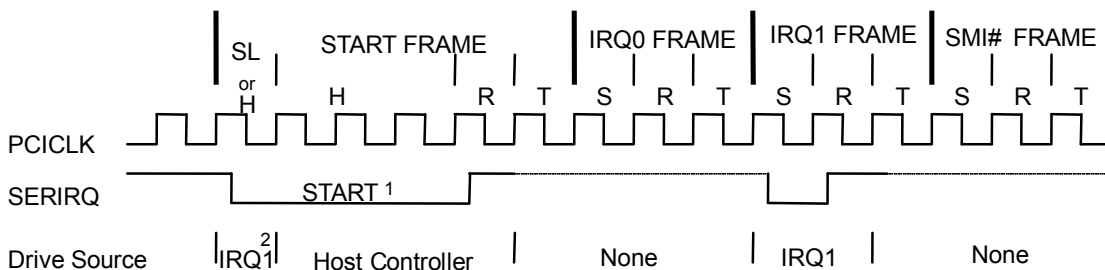 SL
or
H
START FRAME
IRQ0 FRAME
IRQ1 FRAME
SMI# FRAME
H R T S R T S R T S R T
PCICLK
SERIRQ START 1
Drive Source IRQ1 2 Host Controller None IRQ1 None